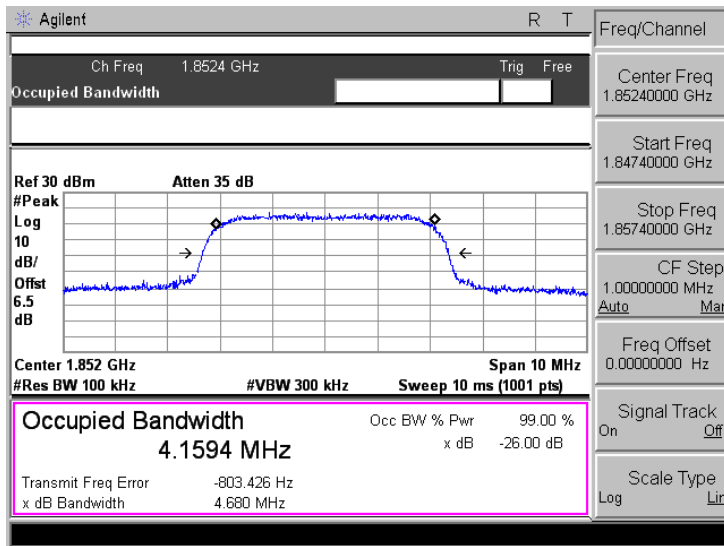 Agilent R T
Ch Freq 1.8524 GHz Trig Free
Occupied Bandwidth
Ref 30 dBm Atten 35 dB
#Peak
Log
10
dB/
Offst
6.5
dB
Center 1.852 GHz Span 10 MHz
#Res BW 100 kHz #VBW 300 kHz Sweep 10 ms (1001 pts)
Occupied Bandwidth
4.1594 MHz
Occ BW % Pwr 99.00 %
x dB -26.00 dB
Transmit Freq Error -803.426 Hz
x dB Bandwidth 4.680 MHz
Freq/Channel
Center Freq
1.85240000 GHz
Start Freq
1.84740000 GHz
Stop Freq
1.85740000 GHz
CF Step
1.00000000 MHz
Auto Man
Freq Offset
0.00000000 Hz
Signal Track
On Off
Scale Type
Log Lin